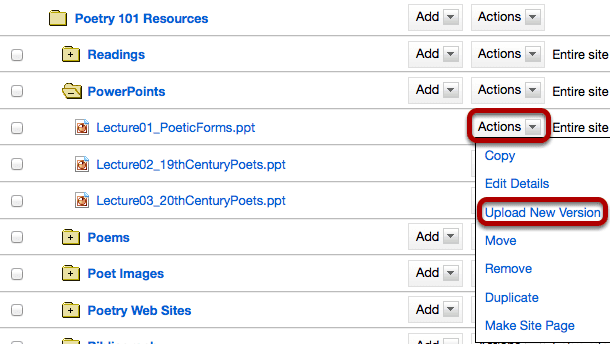 Poetry 101 Resources Add Actions
Readings Add Actions Entire site
PowerPoints Add Actions Entire site
Lecture01_PoeticForms.ppt Actions Entire site
Copy
Lecture02_19thCenturyPoets.ppt
Edit Details
Lecture03_20thCenturyPoets.ppt
Upload New Version
Poems Add
Move
Poet Images Add
Remove
Duplicate
Poetry Web Sites Add
Make Site Page